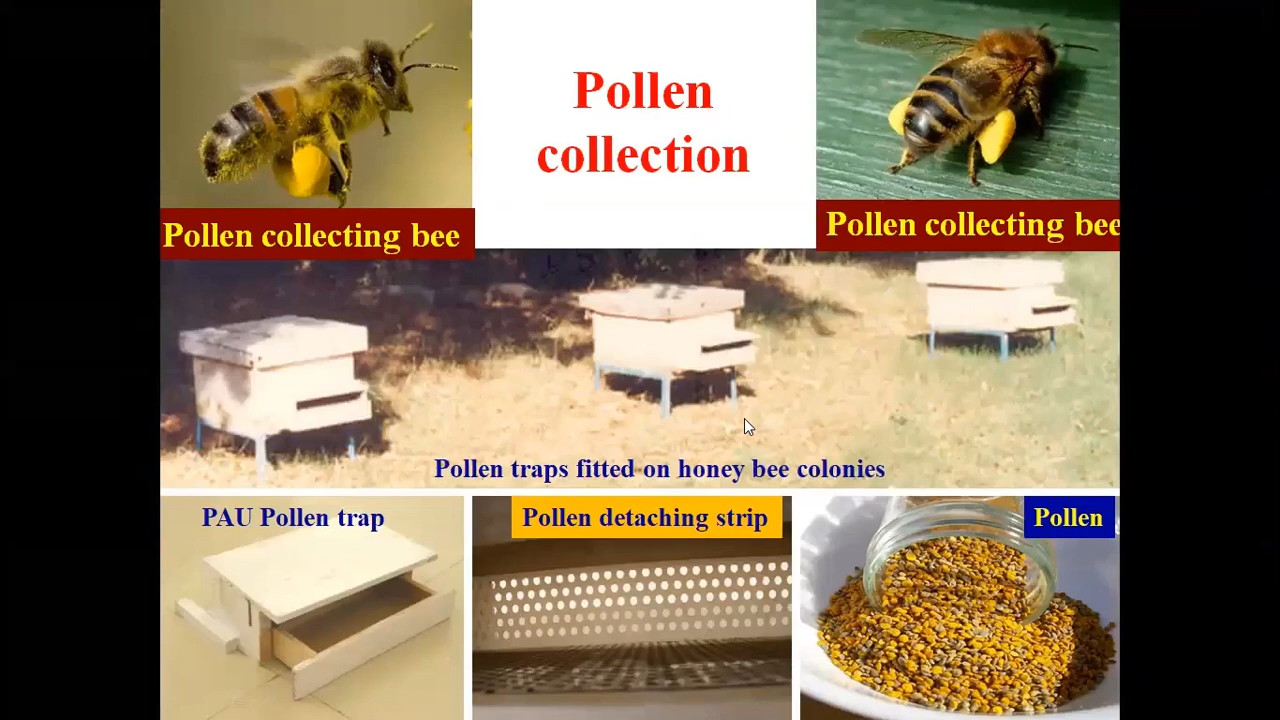 Pollen
collection
Pollen collecting bee
Pollen collecting bee
Pollen traps fitted on honey bee colonies
PAU Pollen trap
Pollen detaching strip
Pollen